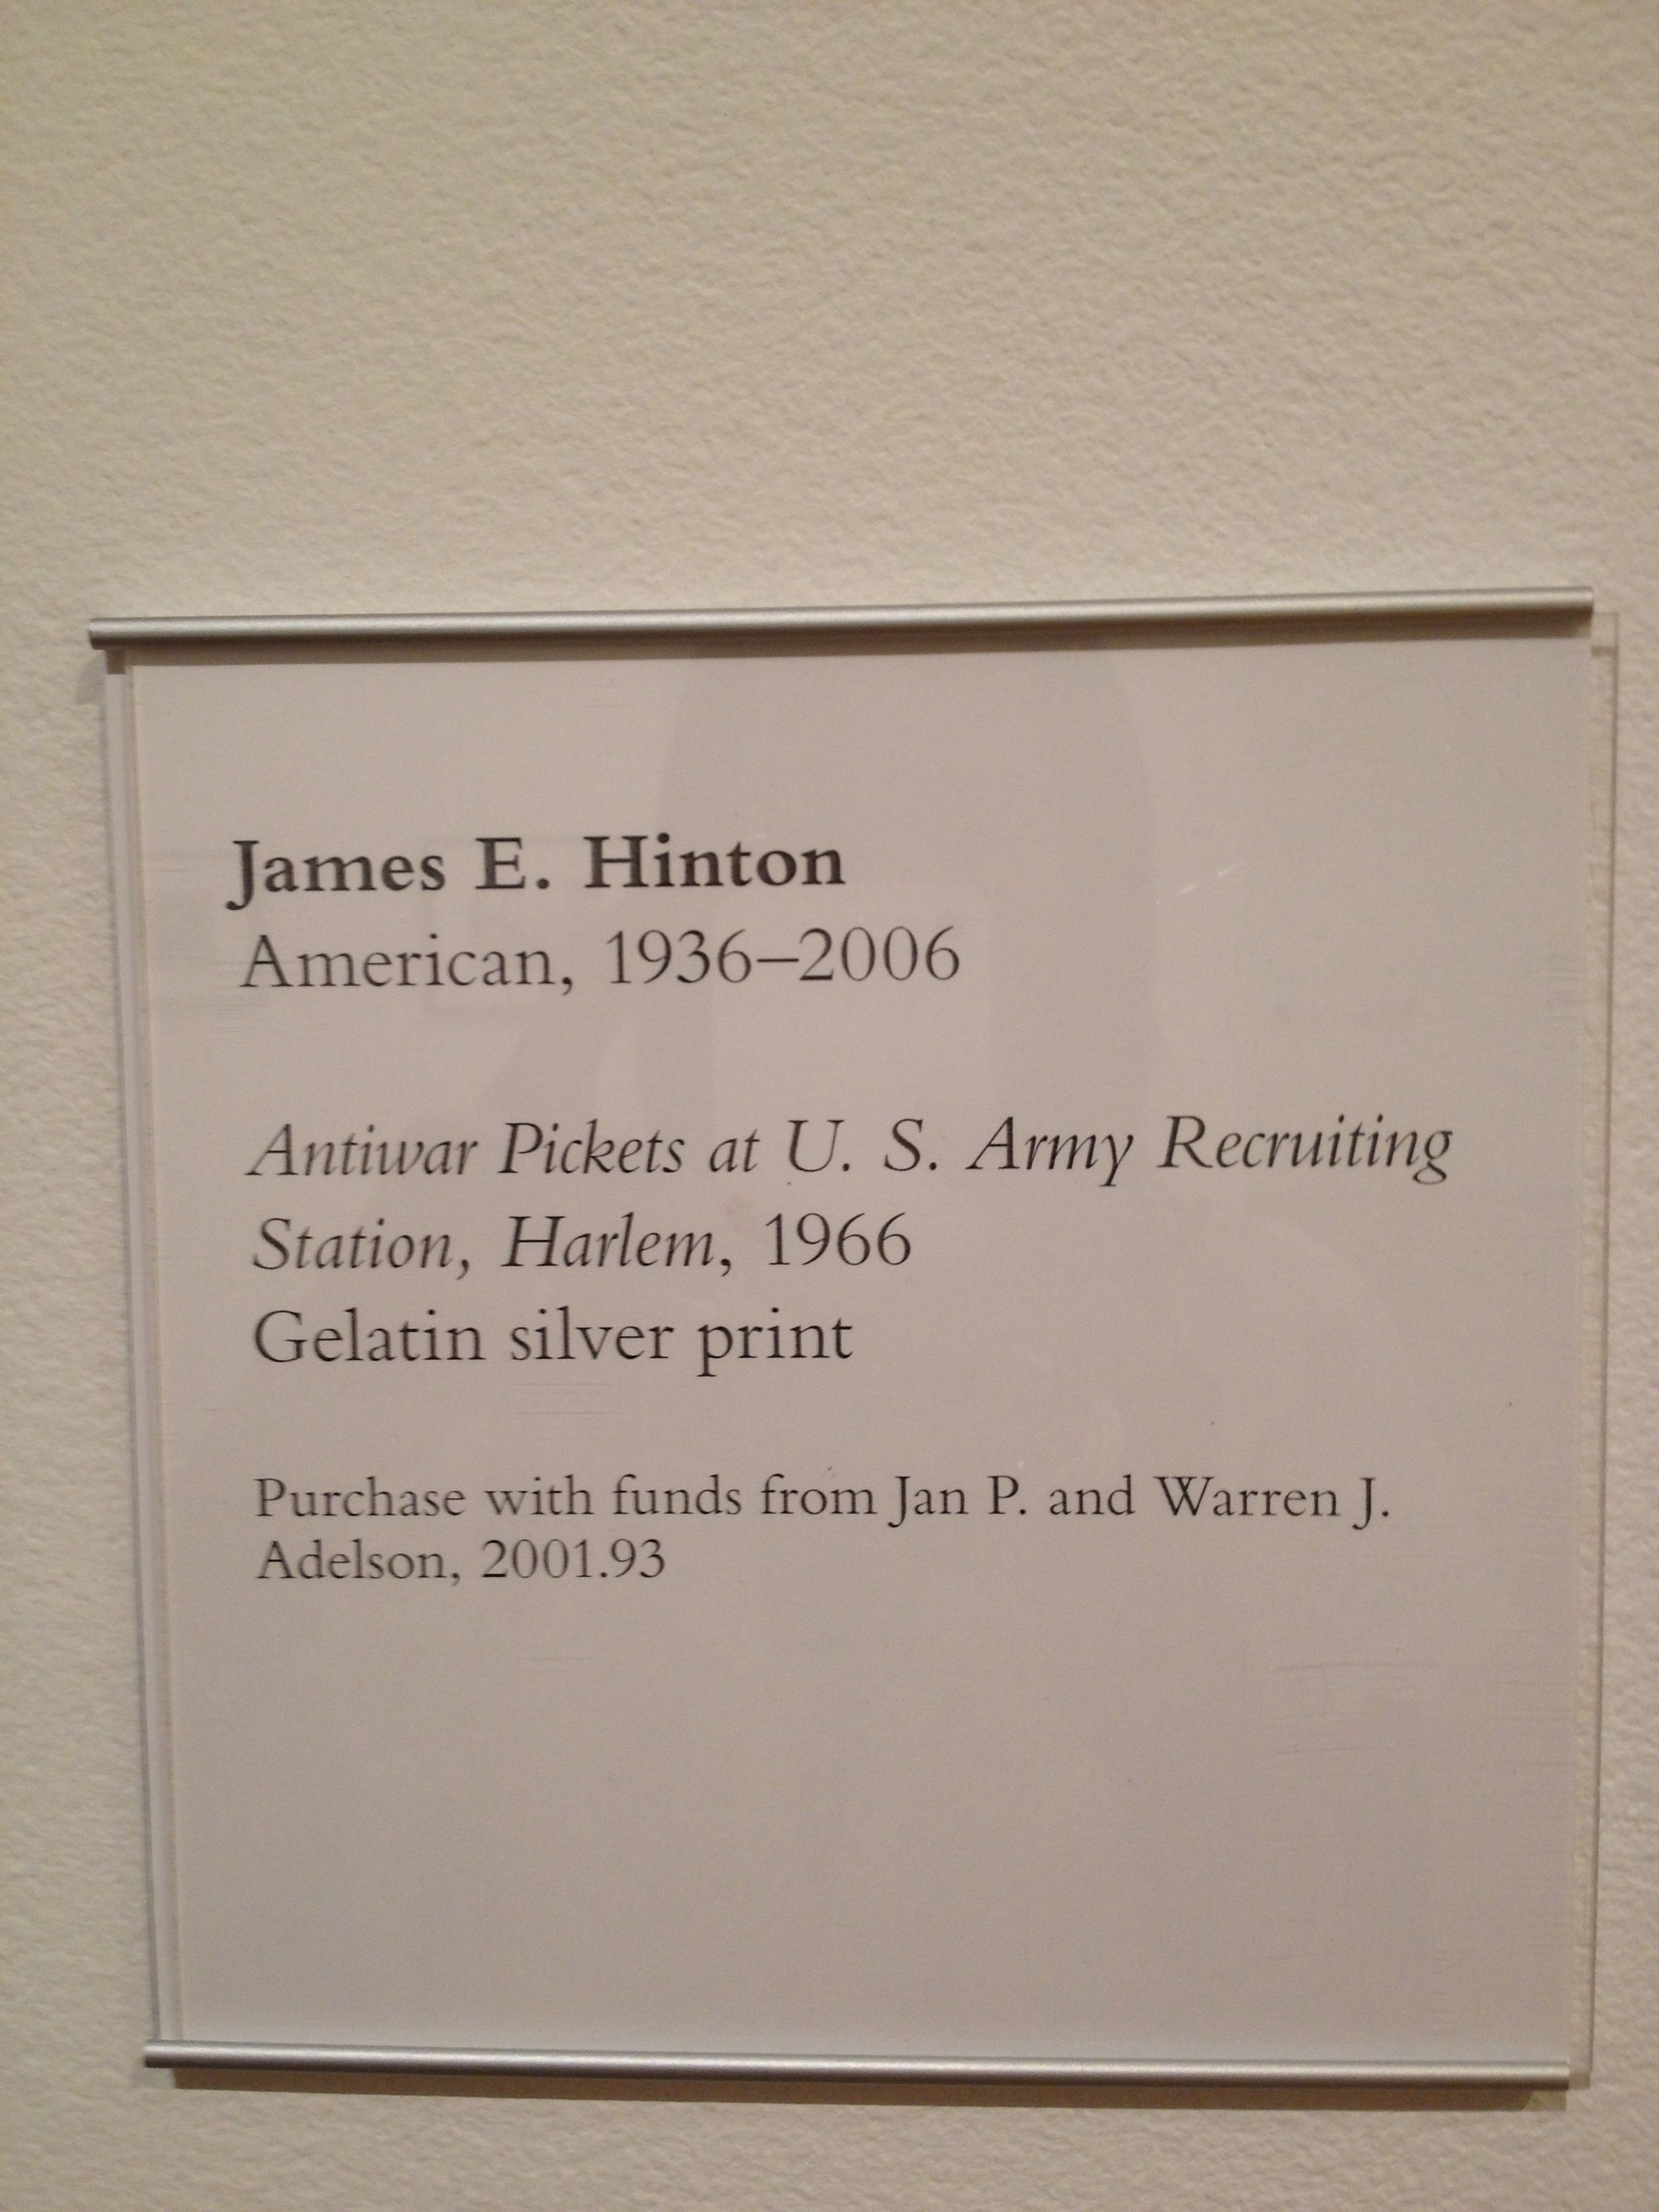 James E. Hinton
American, 1936–2006
Antiwar Pickets at U. S. Army Recruiting
Station, Harlem, 1966
Gelatin silver print
Purchase with funds from Jan P. and Warren J.
Adelson, 2001.93